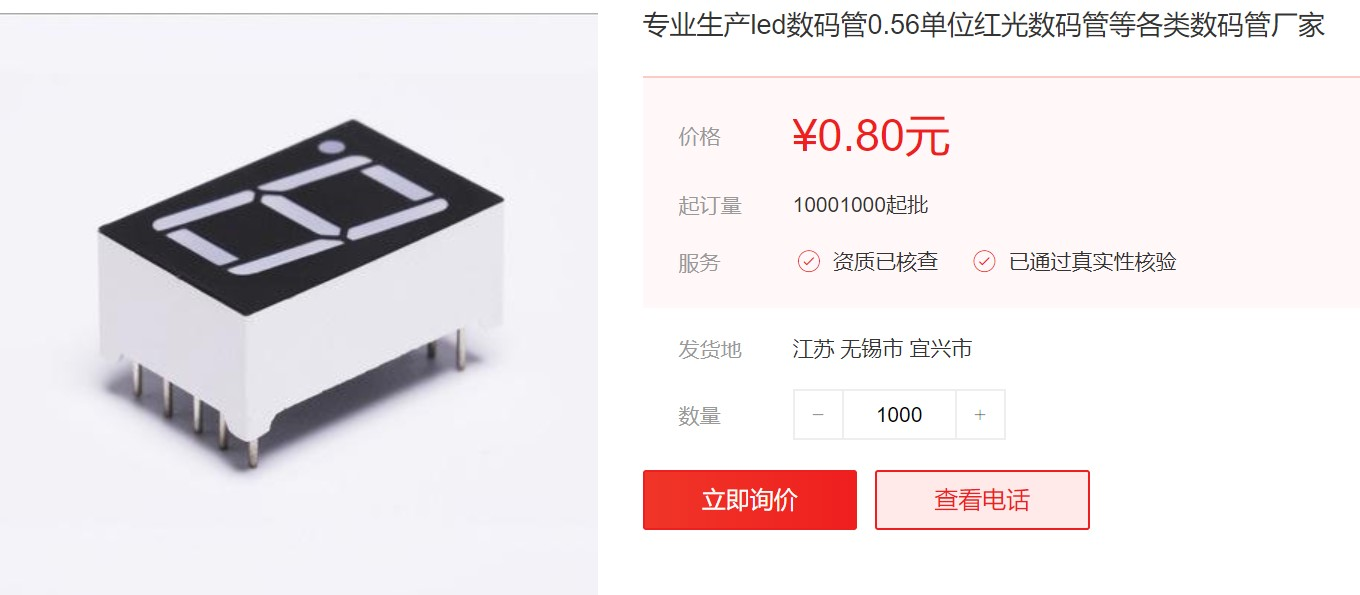 专业生产led数码管0.56单位红光数码管等各类数码管厂家
价格 ¥0.80元
起订量 10001000起批
服务 资质已核查 已通过真实性核验
发货地 江苏 无锡市 宜兴市
数量 － 1000 +
立即询价 查看电话